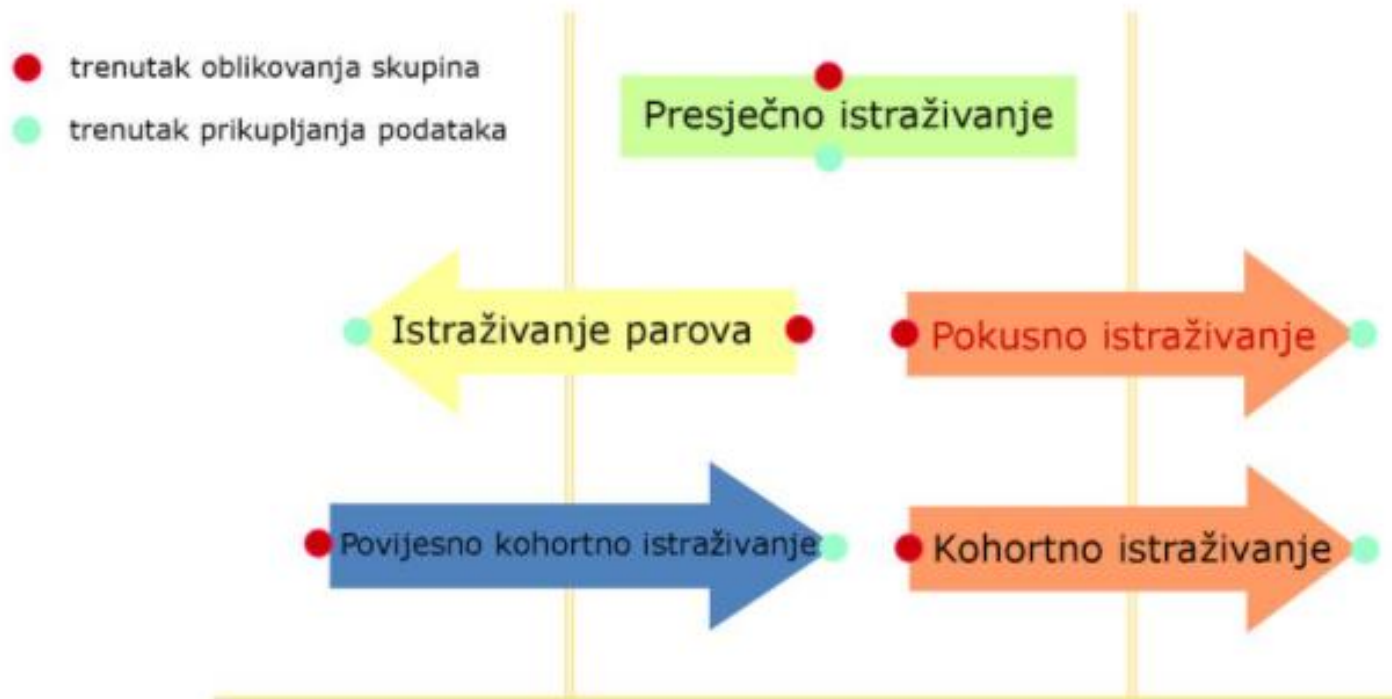 trenutak oblikovanja skupina
trenutak prikupljanja podataka
Presječno istraživanje
Istraživanje parova
Pokusno istraživanje
Povijesno kohortno istraživanje
Kohortno istraživanje